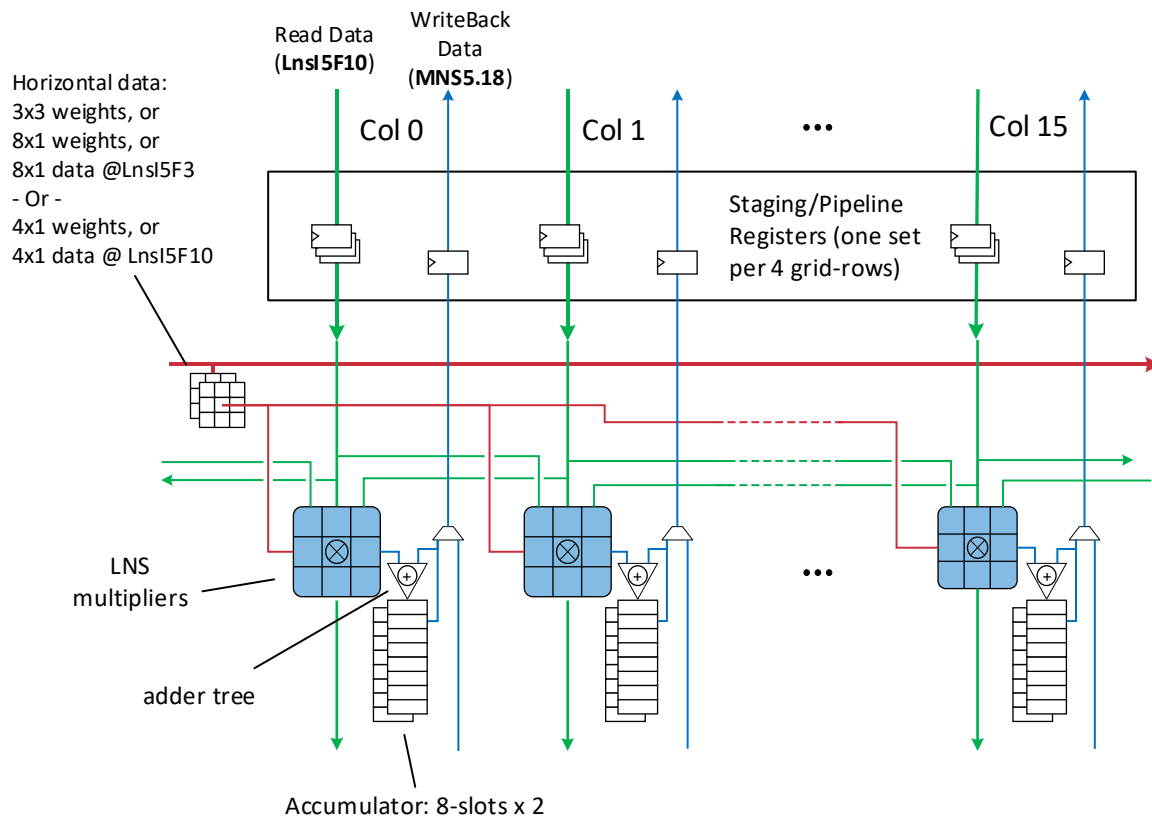 Read Data
(LnsI5F10)
WriteBack
Data
(MNS5.18)
Horizontal data:
3x3 weights, or
8x1 weights, or
8x1 data @LnsI5F3
- Or -
4x1 weights, or
4x1 data @ LnsI5F10
Col 0
Col 1
...
Col 15
Staging/Pipeline
Registers (one set
per 4 grid-rows)
LNS
multipliers
...
adder tree
Accumulator: 8-slots x 2